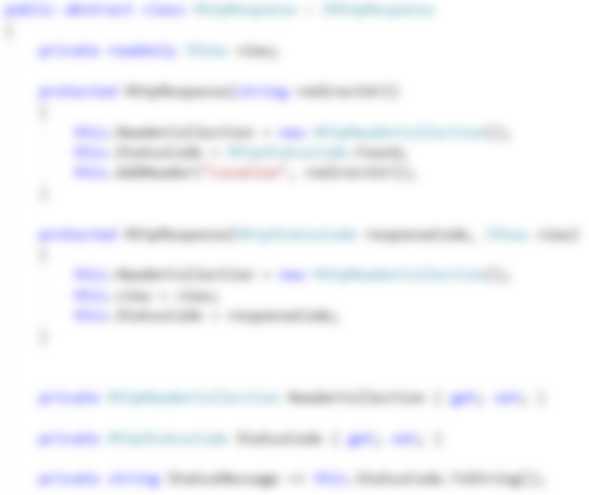 public abstract class HttpResponse : IHttpResponse
{
private readonly IView view;
protected HttpResponse(string redirectUrl)
{
this.HeaderCollection = new HttpHeaderCollection();
this.StatusCode = HttpStatusCode.Found;
this.AddHeader("Location", redirectUrl);
}
protected HttpResponse(HttpStatusCode responseCode, IView view)
{
this.HeaderCollection = new HttpHeaderCollection();
this.view = view;
this.StatusCode = responseCode;
}
private HttpHeaderCollection HeaderCollection { get; set; }
private HttpStatusCode StatusCode { get; set; }
private string StatusMessage => this.StatusCode.ToString();